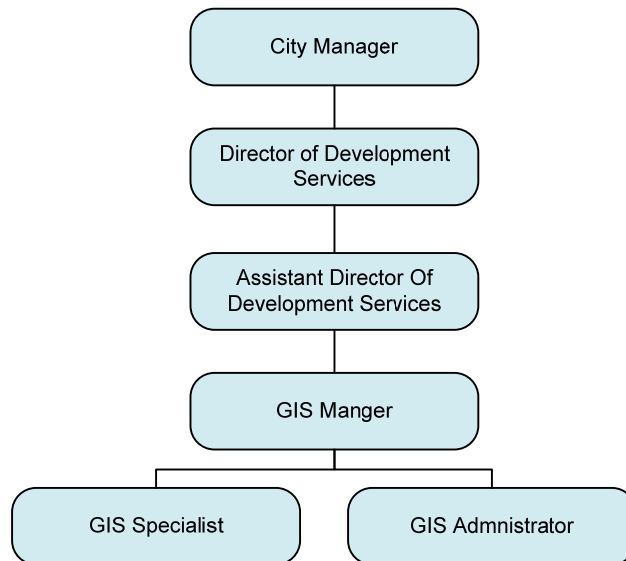 City Manager
Director of Development
Services
Assistant Director Of
Development Services
GIS Manger
GIS Specialist
GIS Admnistrator